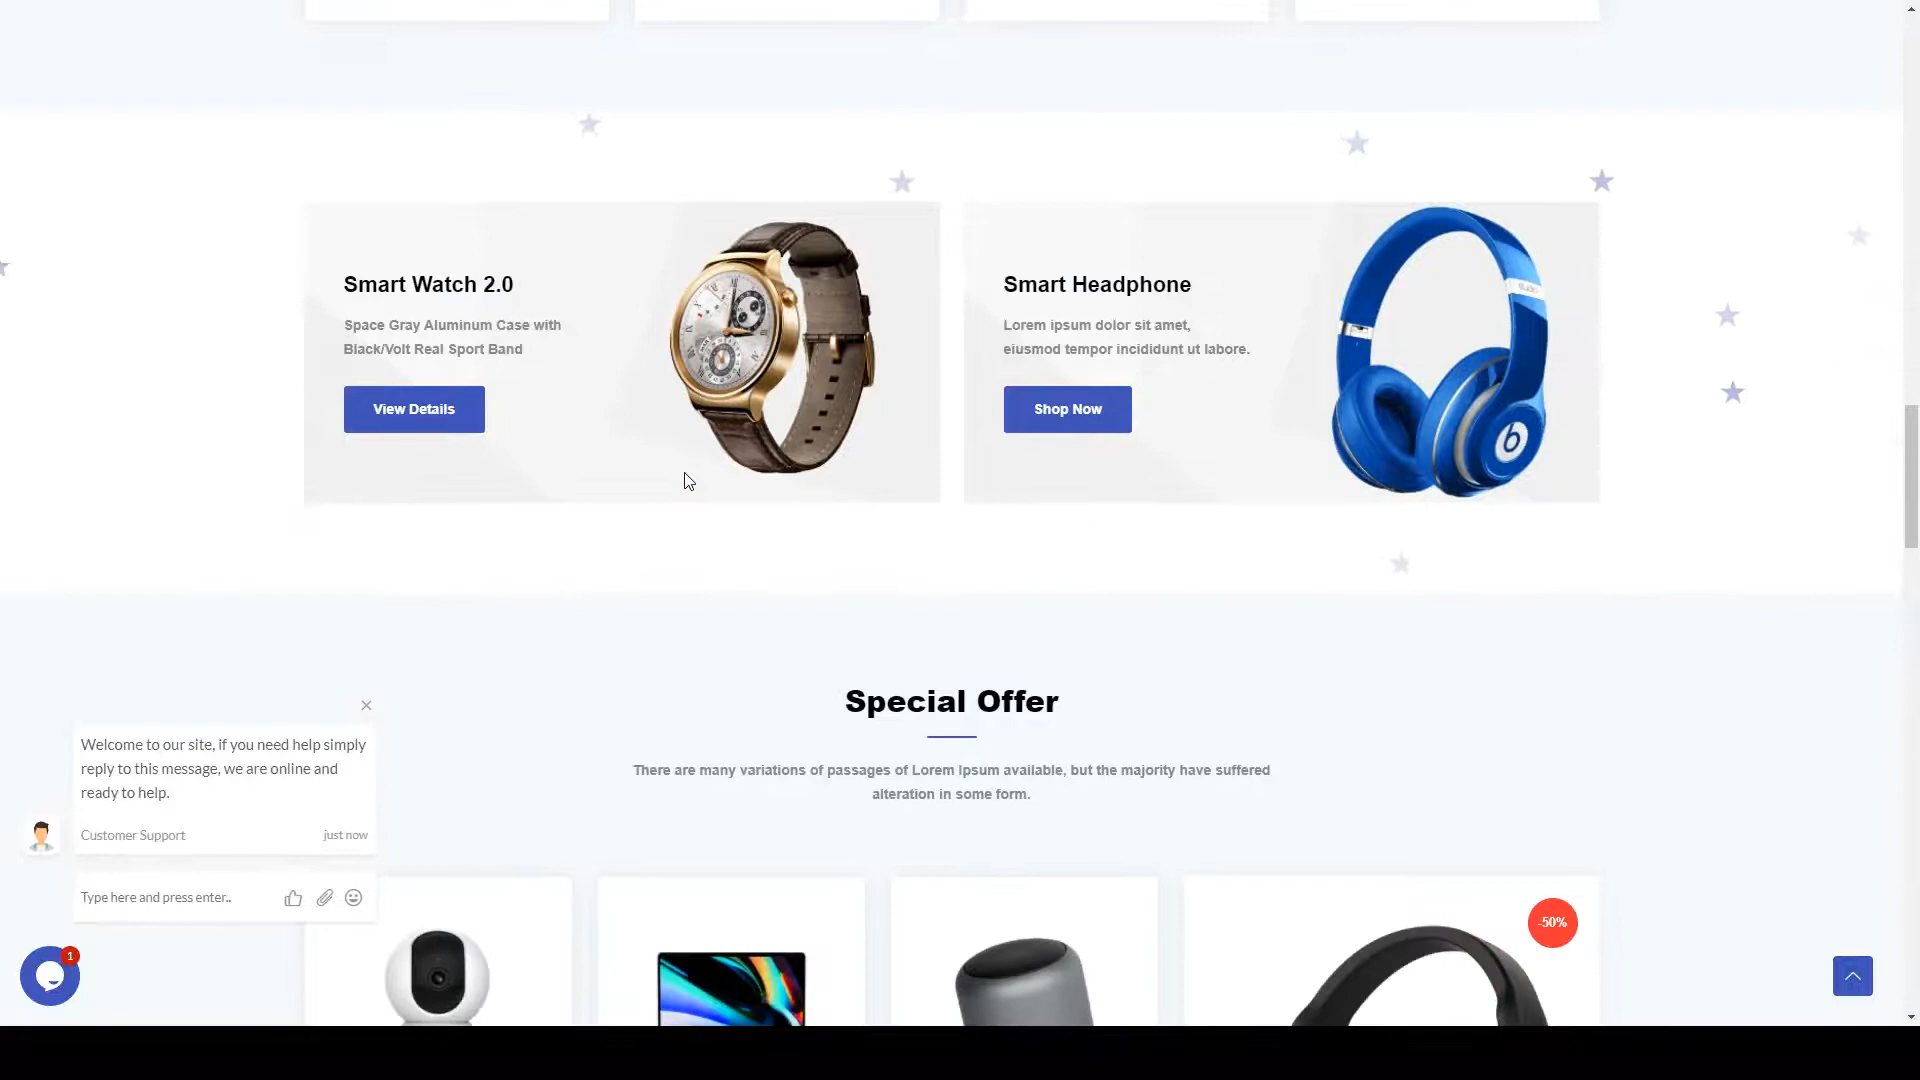 Smart Watch 2.0
Space Gray Aluminum Case with
Black/Volt Real Sport Band
View Details
Smart Headphone
Lorem ipsum dolor sit amet,
eiusmod tempor incididunt ut labore.
Shop Now
b
Special Offer
There are many variations of passages of Lorem Ipsum available, but the majority have suffered
alteration in some form.
Welcome to our site, if you need help simply
reply to this message, we are online and
ready to help.
Customer Support just now
Type here and press enter..
1
-50%